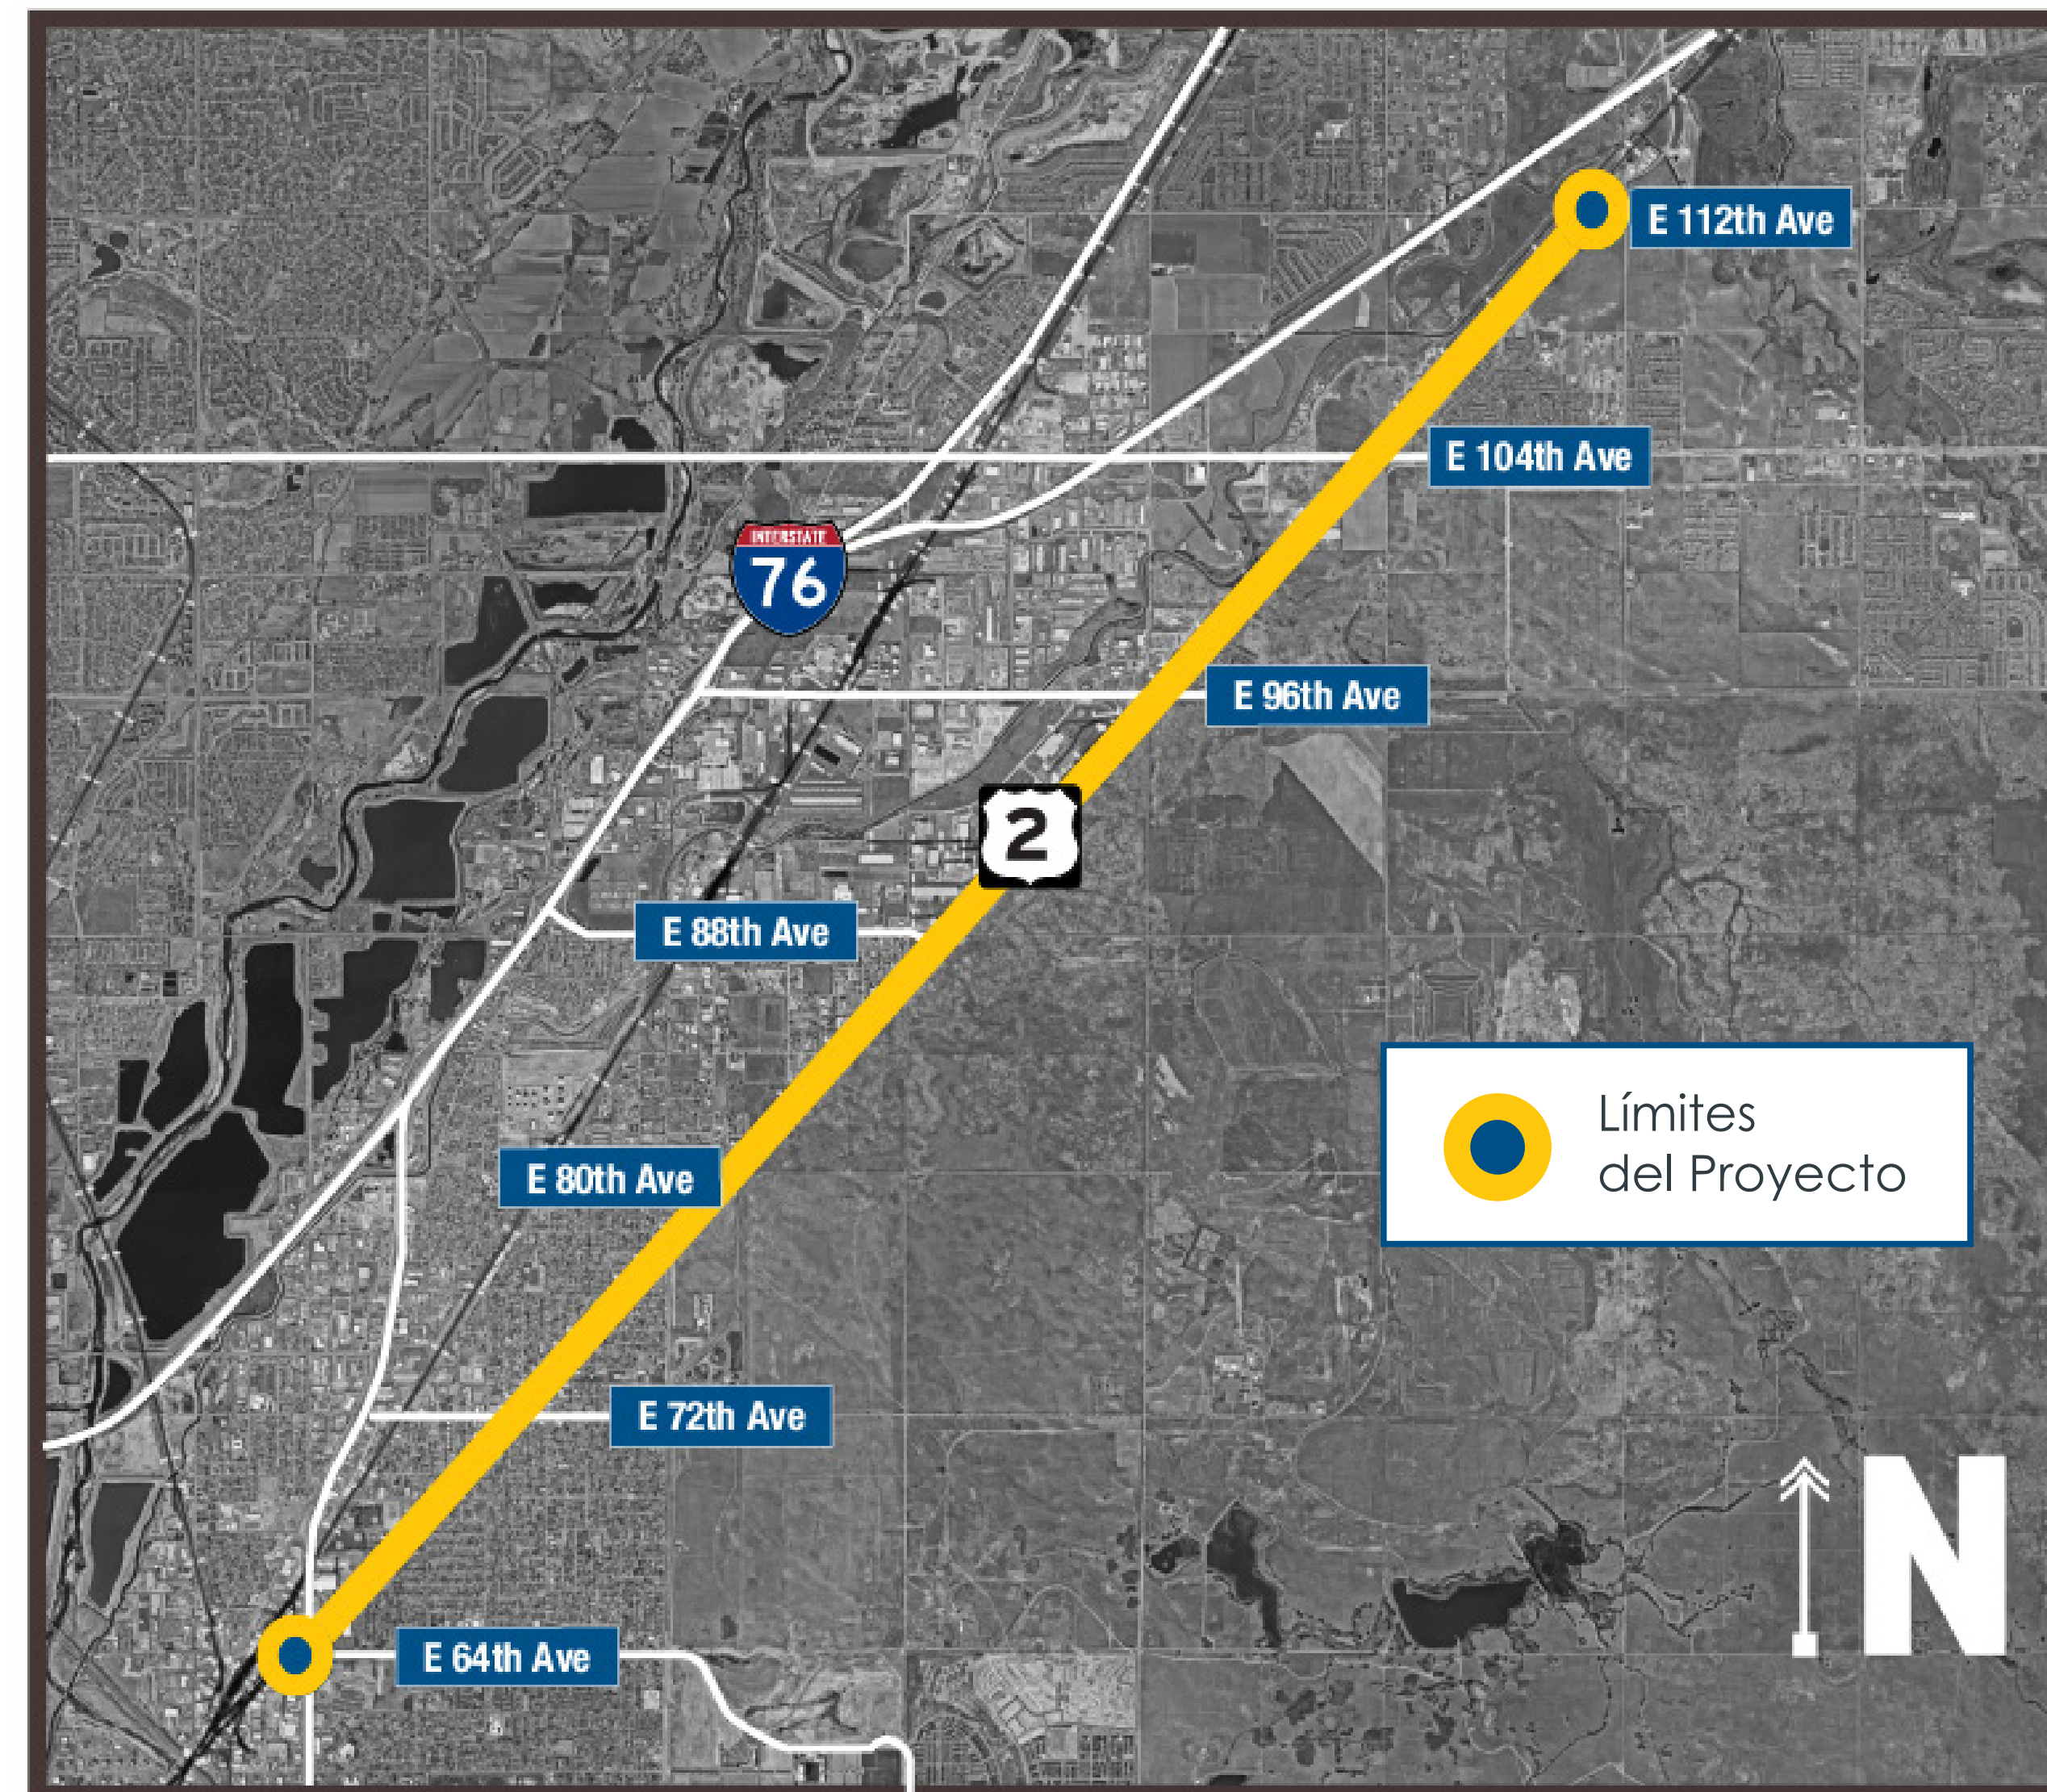 E 112th Ave
E 104th Ave
INTERSTATE
76
E 96th Ave
2
E 88th Ave
Límites
del Proyecto
E 80th Ave
E 72th Ave
N
E 64th Ave